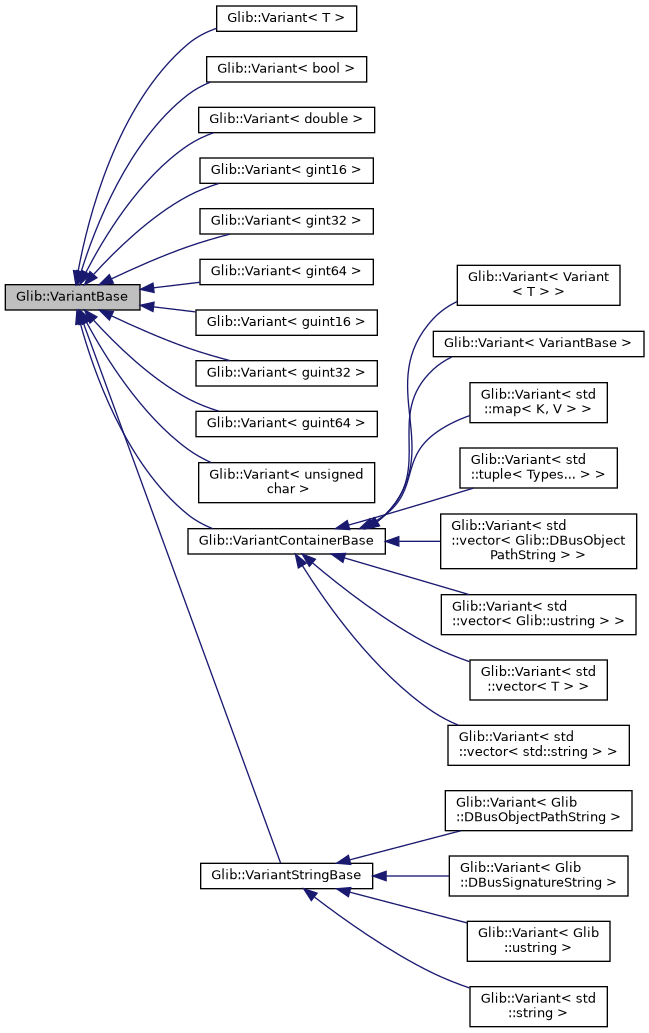 Glib::Variant< T >
Glib::Variant< bool >
Glib::Variant< double >
Glib::Variant< gint16 >
Glib::Variant< gint32 >
Glib::Variant< gint64 >
Glib::VariantBase
Glib::Variant< guint16 >
Glib::Variant< guint32 >
Glib::Variant< guint64 >
Glib::Variant< unsigned
char >
Glib::VariantContainerBase
Glib::Variant< Variant
< T > >
Glib::Variant< VariantBase >
Glib::Variant< std
::map< K, V > >
Glib::Variant< std
::tuple< Types... > >
Glib::Variant< std
::vector< Glib::DBusObject
PathString > >
Glib::Variant< std
::vector< Glib::ustring > >
Glib::Variant< std
::vector< T > >
Glib::Variant< std
::vector< std::string > >
Glib::VariantStringBase
Glib::Variant< Glib
::DBusObjectPathString >
Glib::Variant< Glib
::DBusSignatureString >
Glib::Variant< Glib
::ustring >
Glib::Variant< std
::string >